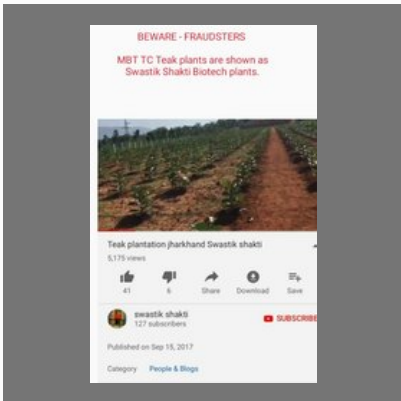 BEWARE - FRAUDSTERS
MBT TC Teak plants are shown as
Swastik Shakti Biotech plants.
Teak plantation jharkhand Swastik shakti
5,175 views
41
6
Share
Download
Save
swastik shakti
127 subscribers
SUBSCRIBE
Published on Sep 15, 2017
Category
People & Blogs